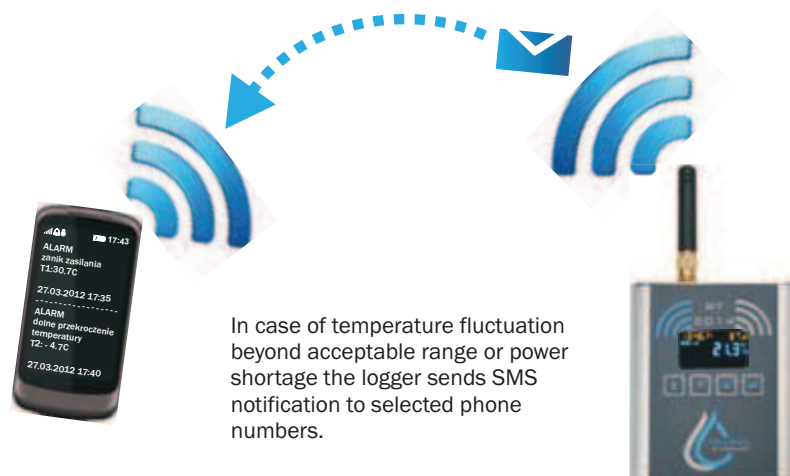 17:43
ALARM
zanik zasilania
T1:30.7C
27.03.2012 17:35
ALARM
dolne przekroczenie
temperatury
T2: - 4.7C
27.03.2012 17:40
In case of temperature fluctuation
beyond acceptable range or power
shortage the logger sends SMS
notification to selected phone
numbers.